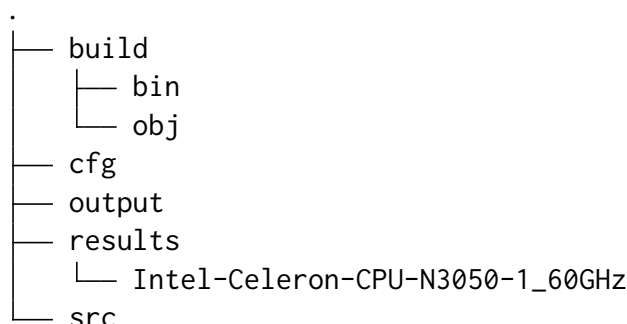 .
├── build
│   ├── bin
│   └── obj
├── cfg
├── output
├── results
│   └── Intel-Celeron-CPU-N3050-1_60GHz
└── src